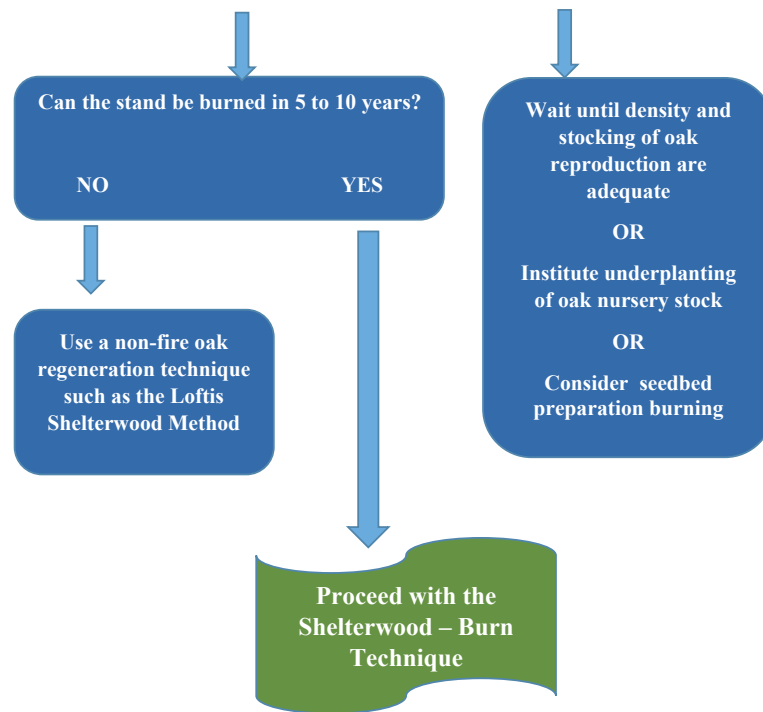 Can the stand be burned in 5 to 10 years?
NO
YES
Wait until density and
stocking of oak
reproduction are
adequate
OR
Institute underplanting
of oak nursery stock
OR
Consider seedbed
preparation burning
Use a non-fire oak
regeneration technique
such as the Loftis
Shelterwood Method
Proceed with the
Shelterwood – Burn
Technique